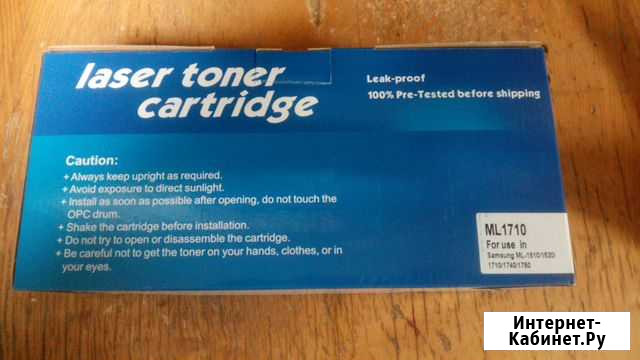 laser toner
cartridge
Leak-proof
100% Pre-Tested before shipping
Caution:
+ Always keep upright as required.
+ Avoid exposure to direct sunlight.
+ Install as soon as possible after opening, do not touch the
OPC drum.
+ Shake the cartridge before installation.
+ Do not try to open or disassemble the cartridge.
+ Be careful not to get the toner on your hands, clothes, or in
your eyes.
ML1710
For use in
Samsung ML-1510/1520/
1710/1740/1750
Интернет-
Кабинет.Ру